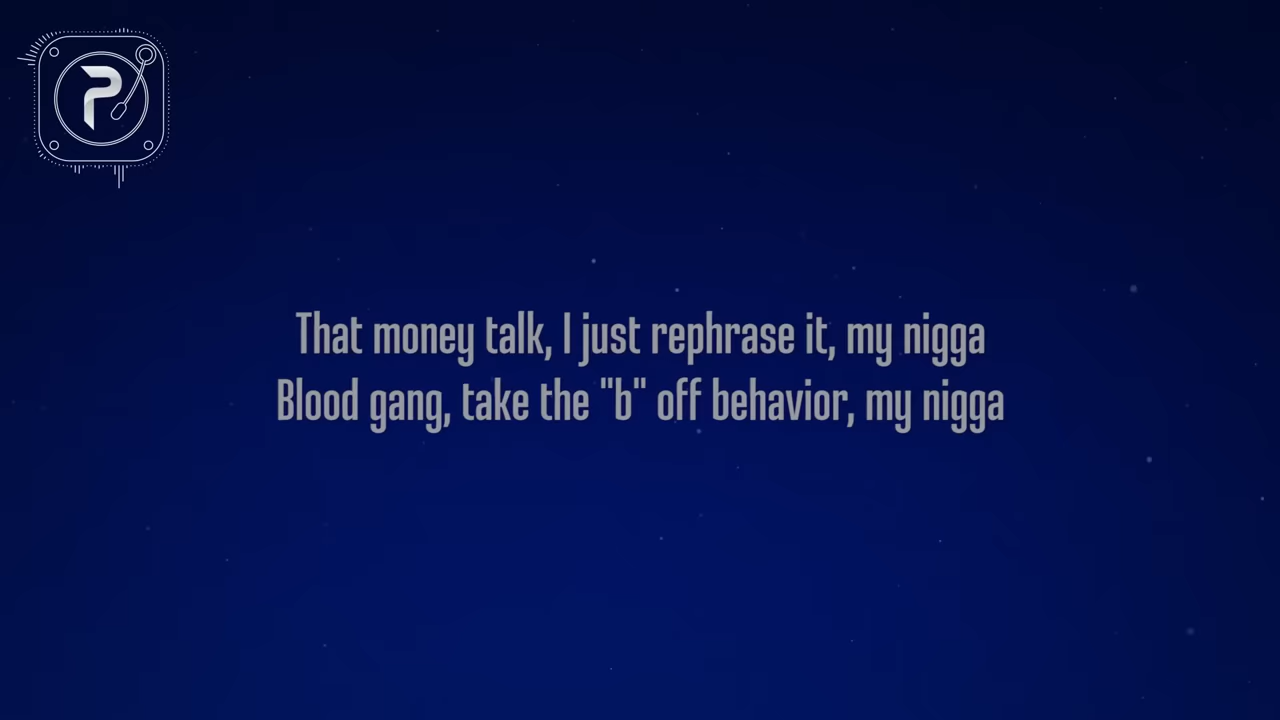 That money talk, I just rephrase it, my nigga
Blood gang, take the "b" off behavior, my nigga